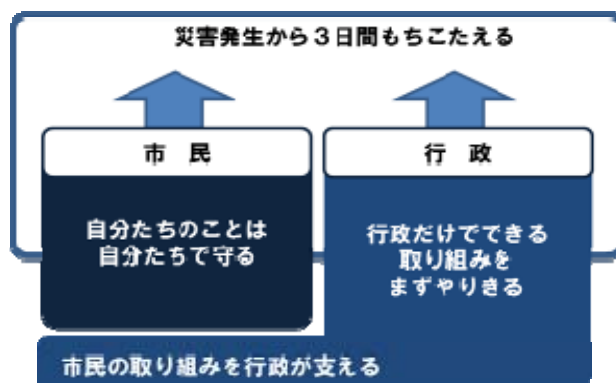 災害発生から３日間もちこたえる
市 民
行 政
自分たちのことは
自分たちで守る
行政だけでできる
取り組みを
まずやりきる
市民の取り組みを行政が支える